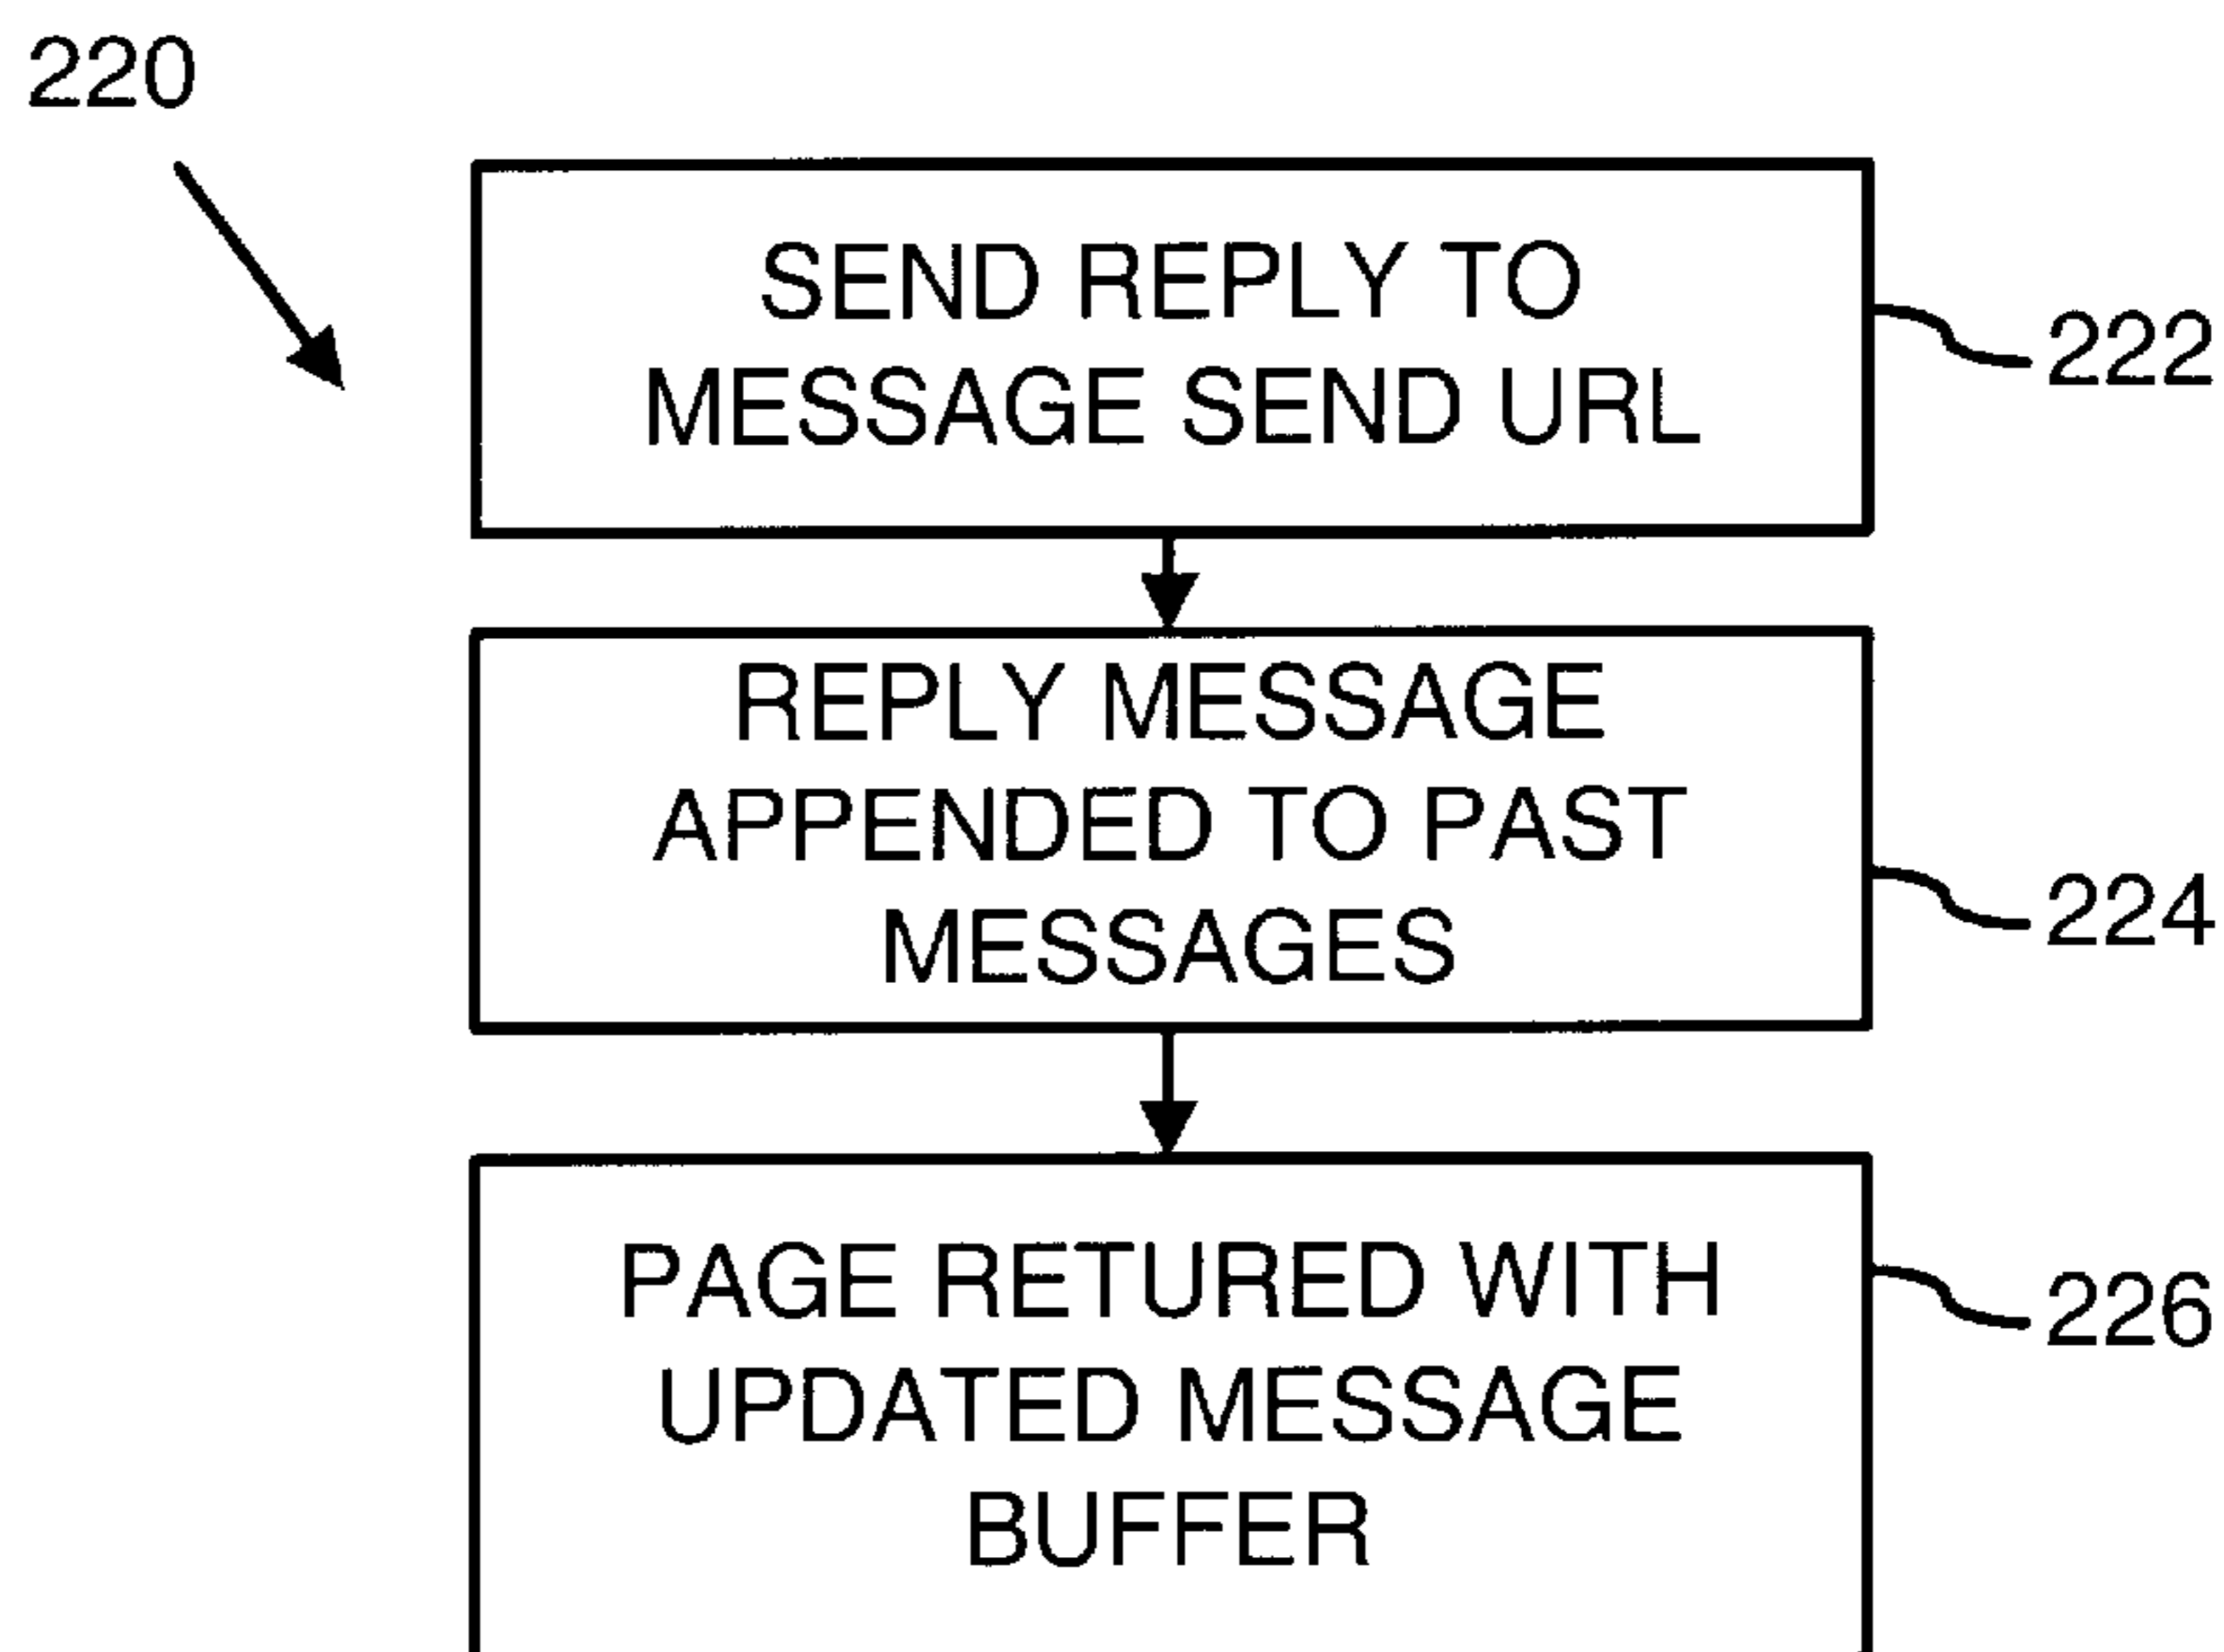 220
SEND REPLY TO
MESSAGE SEND URL
222
REPLY MESSAGE
APPENDED TO PAST
MESSAGES
224
PAGE RETURED WITH
UPDATED MESSAGE
BUFFER
226